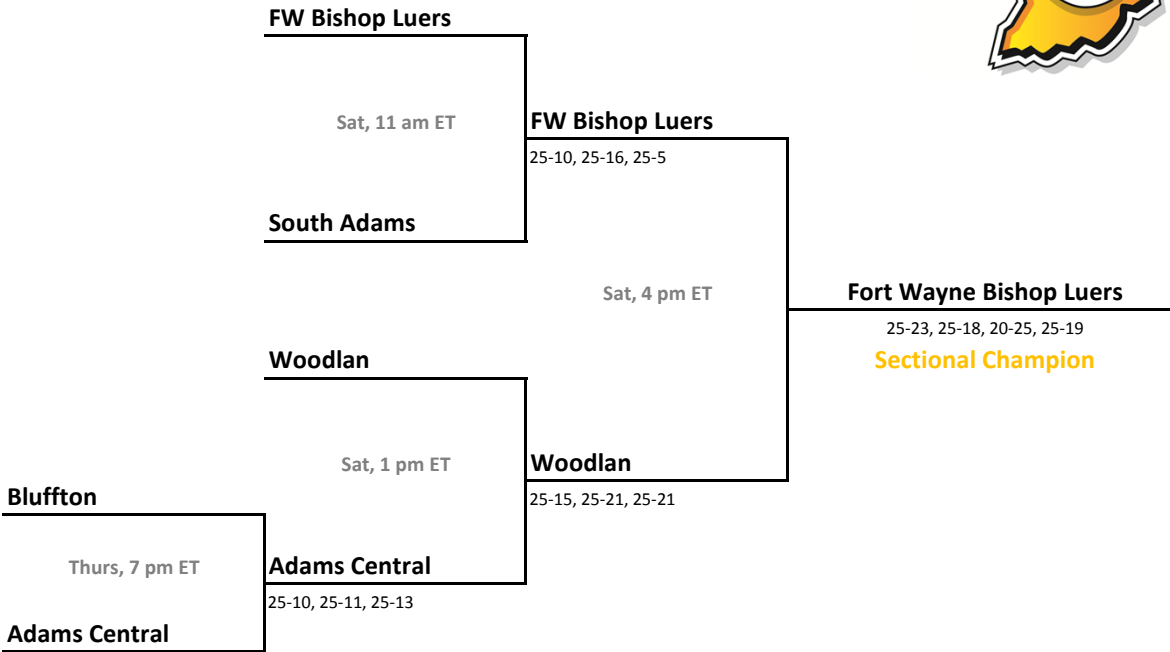 FW Bishop Luers
Sat, 11 am ET
FW Bishop Luers
25-10, 25-16, 25-5
South Adams
Sat, 4 pm ET
Fort Wayne Bishop Luers
25-23, 25-18, 20-25, 25-19
Sectional Champion
Woodlan
Sat, 1 pm ET
Woodlan
25-15, 25-21, 25-21
Bluffton
Thurs, 7 pm ET
Adams Central
25-10, 25-11, 25-13
Adams Central